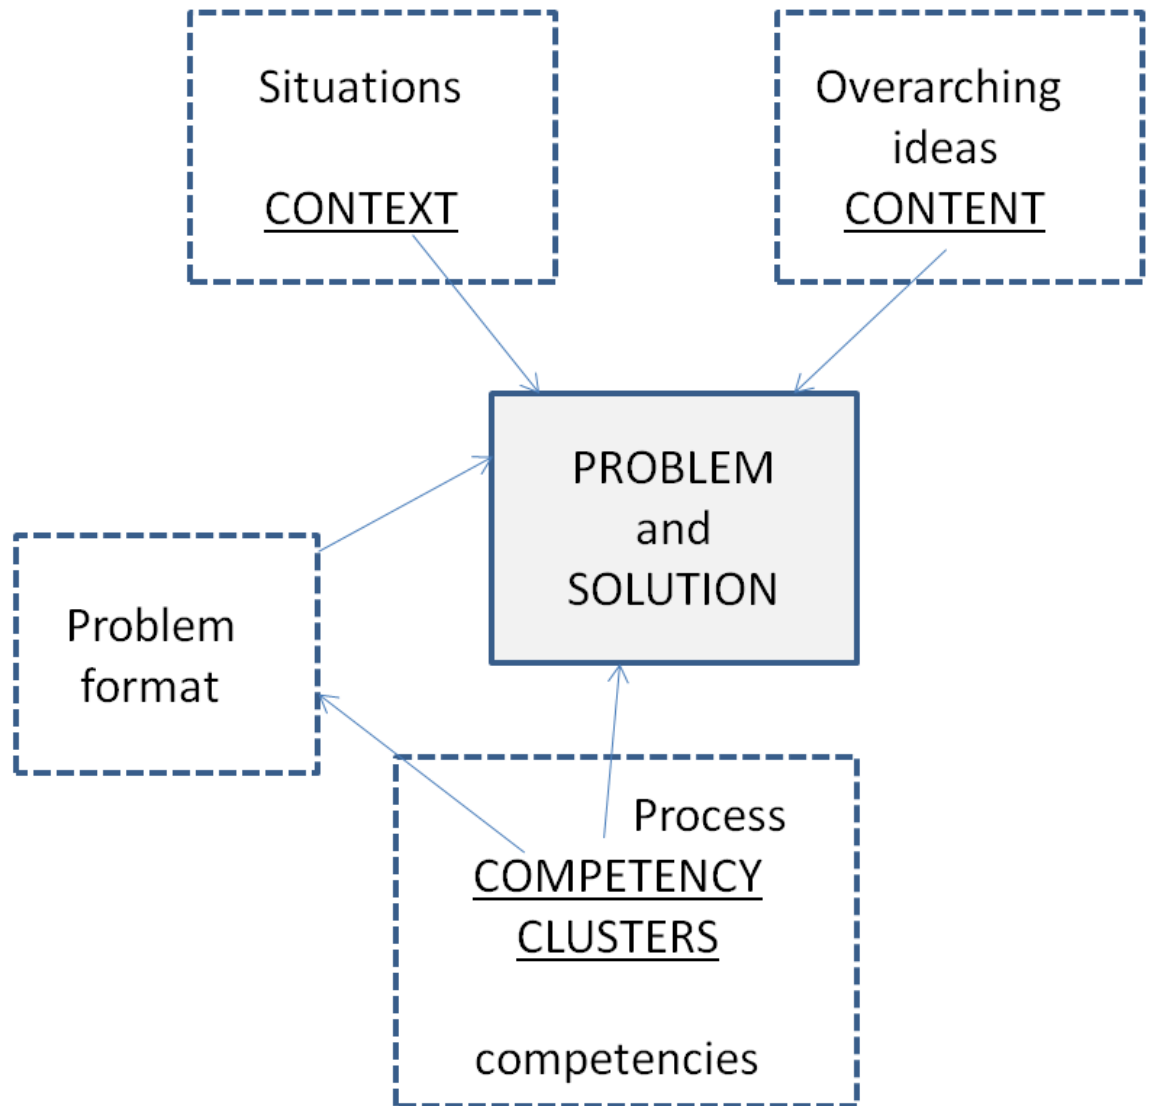 Situations
CONTEXT
Overarching
ideas
CONTENT
PROBLEM
and
SOLUTION
Problem
format
Process
COMPETENCY
CLUSTERS
competencies